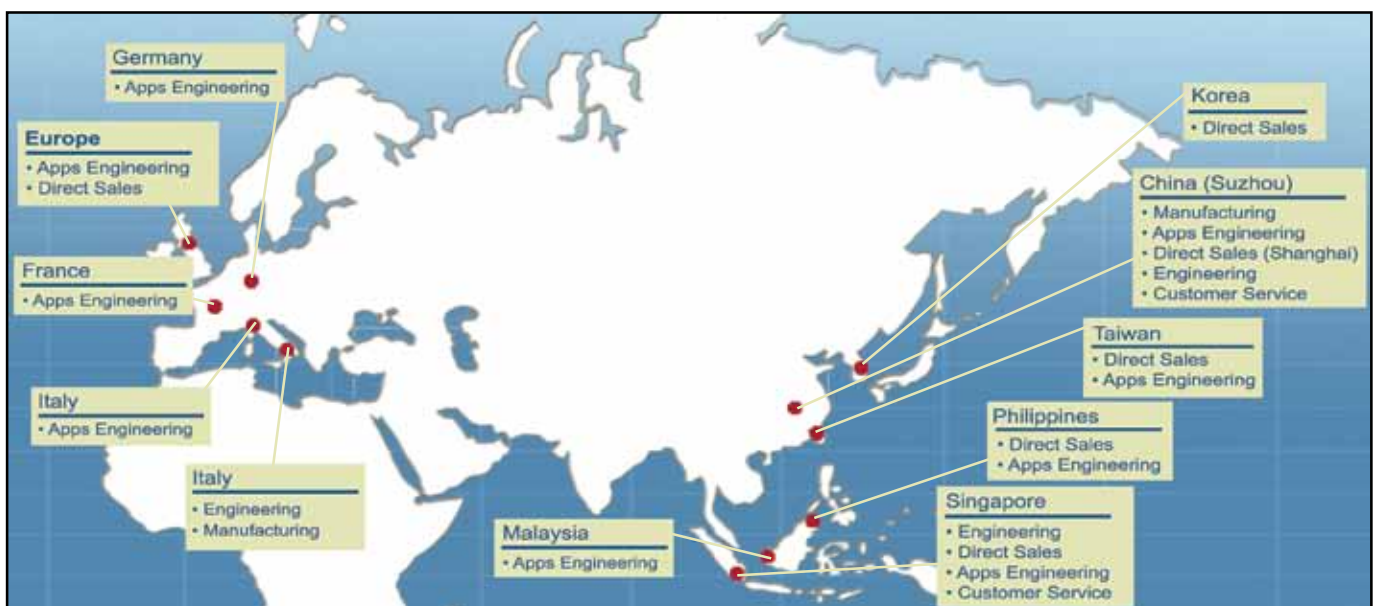 Germany
• Apps Engineering
Europe
• Apps Engineering
• Direct Sales
France
• Apps Engineering
Italy
• Apps Engineering
Italy
• Engineering
• Manufacturing
Korea
• Direct Sales
China (Suzhou)
• Manufacturing
• Apps Engineering
• Direct Sales (Shanghai)
• Engineering
• Customer Service
Taiwan
• Direct Sales
• Apps Engineering
Philippines
• Direct Sales
• Apps Engineering
Singapore
• Engineering
• Direct Sales
• Apps Engineering
• Customer Service
Malaysia
• Apps Engineering